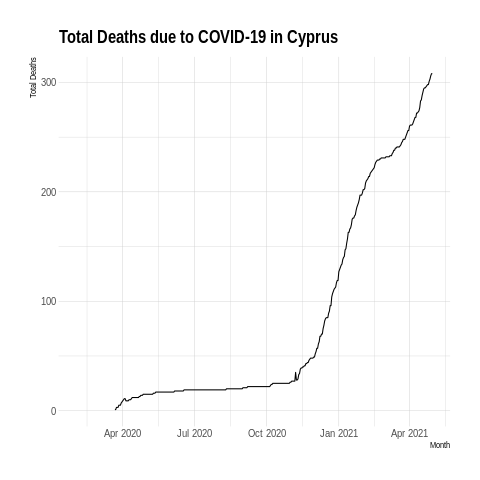 Total Deaths due to COVID-19 in Cyprus
Total Deaths
300
200
100
0
Apr 2020 Jul 2020 Oct 2020 Jan 2021 Apr 2021
Month